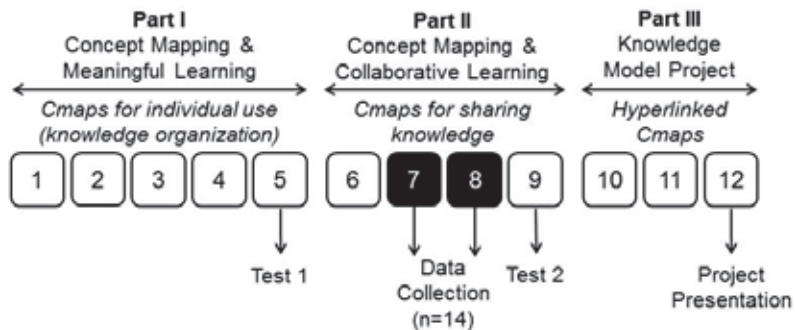 Part I
Concept Mapping &
Meaningful Learning
Cmaps for individual use
(knowledge organization)
1 2 3 4 5
Test 1
Part II
Concept Mapping &
Collaborative Learning
Cmaps for sharing
knowledge
6 7 8 9
Data
Collection
(n=14)
Test 2
Part III
Knowledge
Model Project
Hyperlinked
Cmaps
10 11 12
Project
Presentation